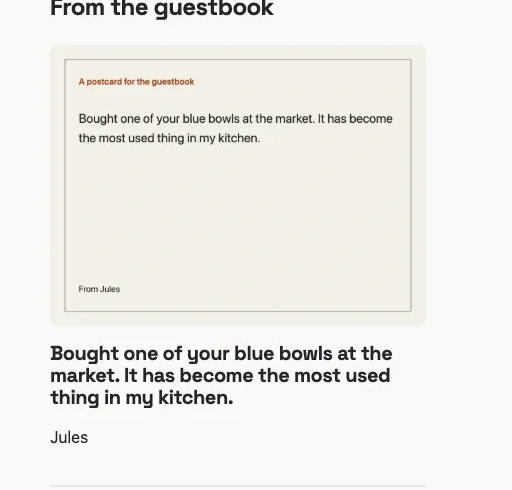 From the guestbook
A postcard for the guestbook
Bought one of your blue bowls at the market. It has become
the most used thing in my kitchen.
From Jules
Bought one of your blue bowls at the
market. It has become the most used
thing in my kitchen.
Jules